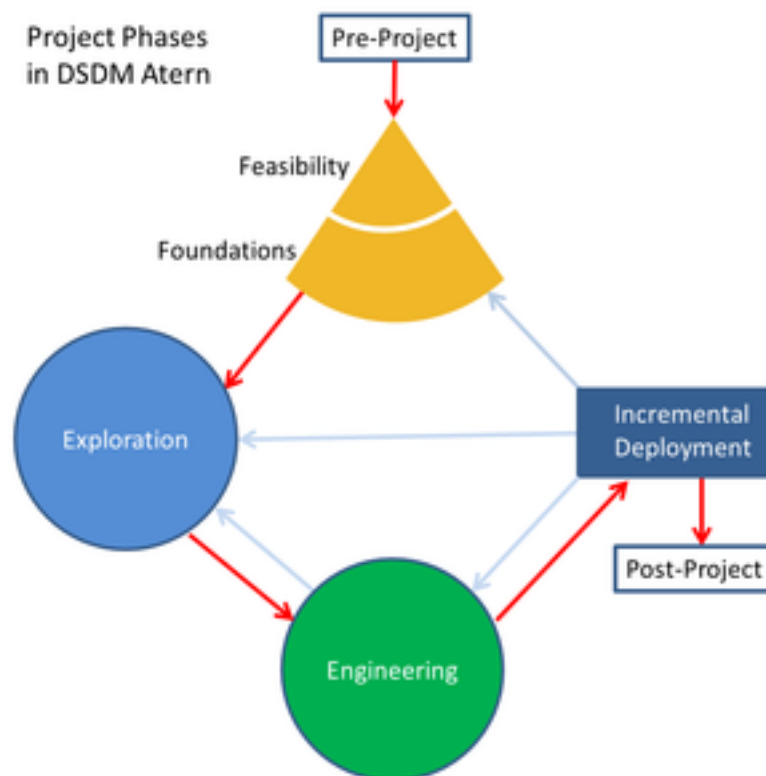 Project Phases
in DSDM Atern
Pre-Project
Feasibility
Foundations
Exploration
Incremental
Deployment
Post-Project
Engineering